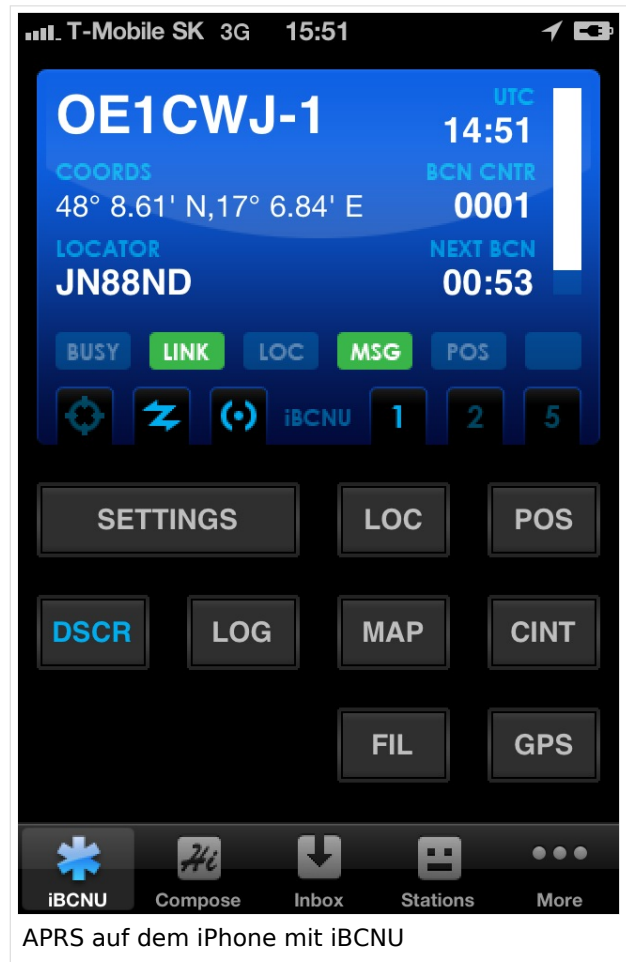 T-Mobile SK 3G 15:51
OE1CWJ-1
UTC
14:51
COORDS
48° 8.61' N,17° 6.84' E
BCN CNTR
0001
LOCATOR
JN88ND
NEXT BCN
00:53
BUSY LINK LOC MSG POS
iBCNU 1 2 5
SETTINGS LOC POS
DSCR LOG MAP CINT
FIL GPS
Hi
iBCNU Compose Inbox Stations More
APRS auf dem iPhone mit iBCNU